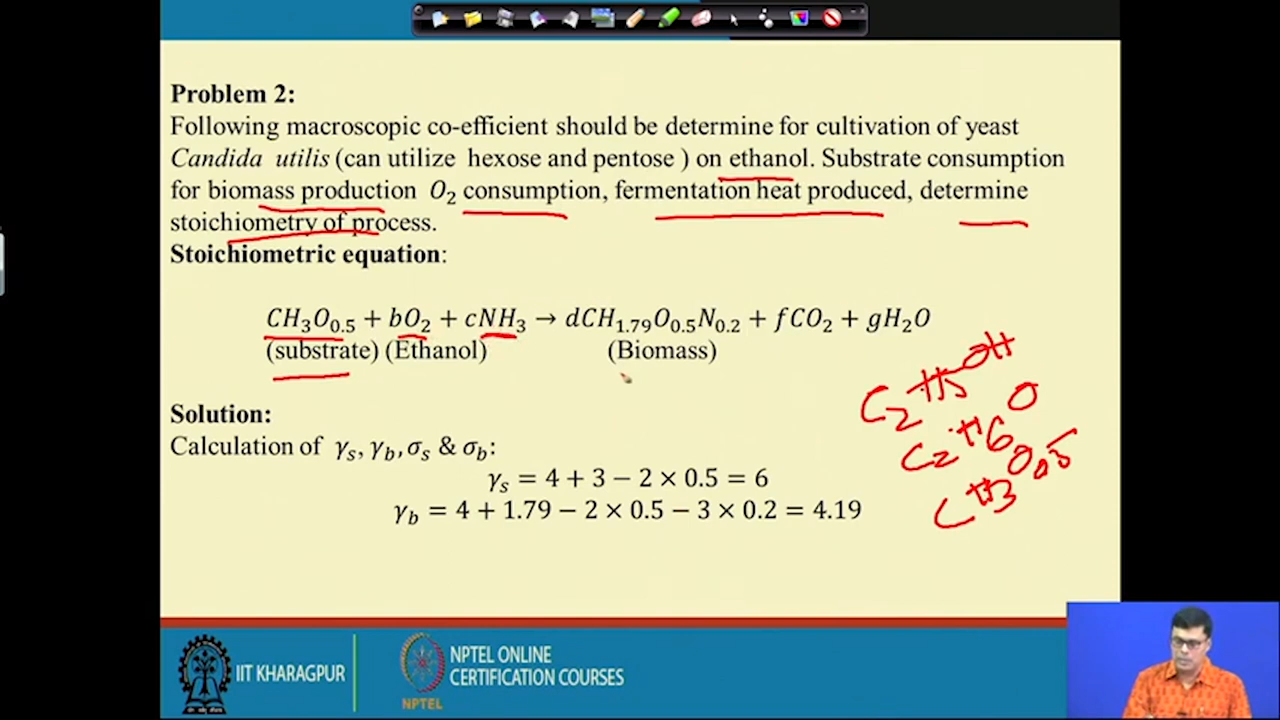 Problem 2:
Following macroscopic co-efficient should be determine for cultivation of yeast
Candida utilis (can utilize hexose and pentose ) on ethanol. Substrate consumption
for biomass production O₂ consumption, fermentation heat produced, determine
stoichiometry of process.
Stoichiometric equation:
CH₃O₀.₅ + bO₂ + cNH₃ → dCH₁.₇₉O₀.₅N₀.₂ + fCO₂ + gH₂O
(substrate) (Ethanol) (Biomass)
C₂H₅OH
C₂H₆O
CH₃O₀.₅
Solution:
Calculation of γₛ, γ_b, σₛ & σ_b:
γₛ = 4 + 3 − 2 × 0.5 = 6
γ_b = 4 + 1.79 − 2 × 0.5 − 3 × 0.2 = 4.19
IIT KHARAGPUR
NPTEL
NPTEL ONLINE
CERTIFICATION COURSES